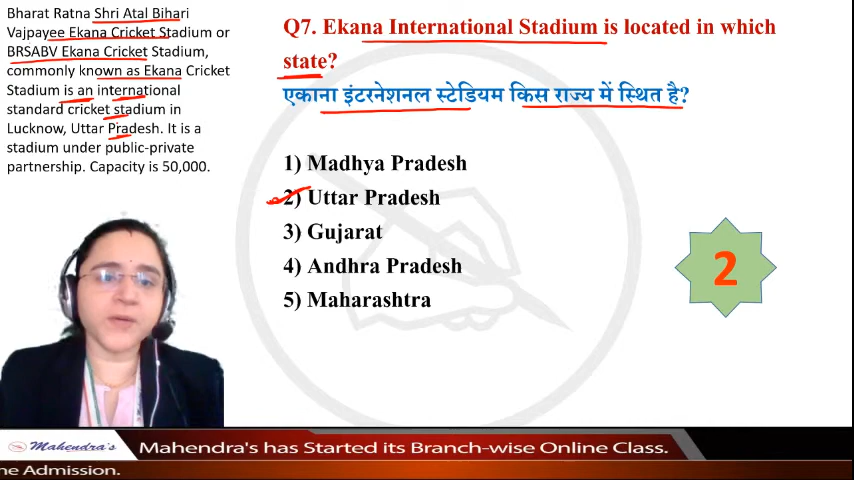 Bharat Ratna Shri Atal Bihari
Vajpayee Ekana Cricket Stadium or
BRSABV Ekana Cricket Stadium,
commonly known as Ekana Cricket
Stadium is an international
standard cricket stadium in
Lucknow, Uttar Pradesh. It is a
stadium under public-private
partnership. Capacity is 50,000.
Q7. Ekana International Stadium is located in which
state?
एकाना इंटरनेशनल स्टेडियम किस राज्य में स्थित है?
1) Madhya Pradesh
2) Uttar Pradesh
3) Gujarat
4) Andhra Pradesh
5) Maharashtra
2
Mahendra's
Mahendra's has Started its Branch-wise Online Class.
ne Admission.